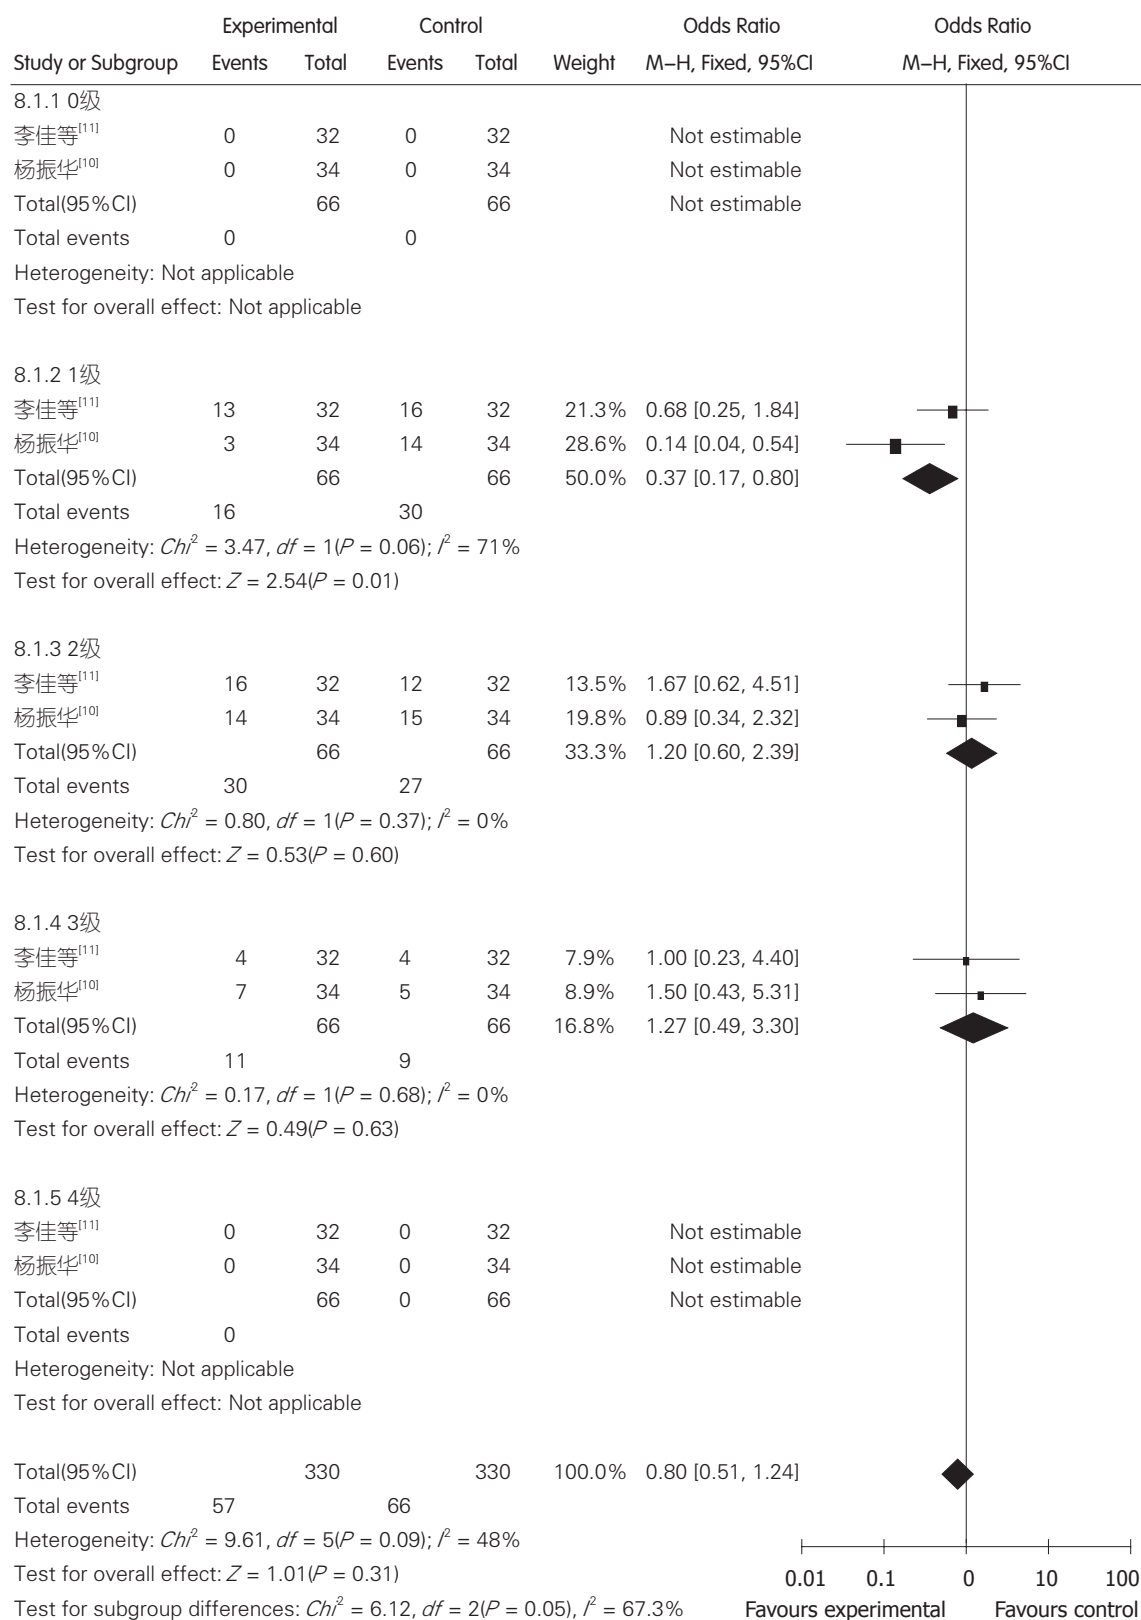 Experimental Control Odds Ratio Odds Ratio
Study or Subgroup Events Total Events Total Weight M–H, Fixed, 95%CI M–H, Fixed, 95%CI
8.1.1 0级
李佳等[11] 0 32 0 32 Not estimable
杨振华[10] 0 34 0 34 Not estimable
Total(95%CI) 66 66 Not estimable
Total events 0 0
Heterogeneity: Not applicable
Test for overall effect: Not applicable
8.1.2 1级
李佳等[11] 13 32 16 32 21.3% 0.68 [0.25, 1.84]
杨振华[10] 3 34 14 34 28.6% 0.14 [0.04, 0.54]
Total(95%CI) 66 66 50.0% 0.37 [0.17, 0.80]
Total events 16 30
Heterogeneity: Chi² = 3.47, df = 1(P = 0.06); I² = 71%
Test for overall effect: Z = 2.54(P = 0.01)
8.1.3 2级
李佳等[11] 16 32 12 32 13.5% 1.67 [0.62, 4.51]
杨振华[10] 14 34 15 34 19.8% 0.89 [0.34, 2.32]
Total(95%CI) 66 66 33.3% 1.20 [0.60, 2.39]
Total events 30 27
Heterogeneity: Chi² = 0.80, df = 1(P = 0.37); I² = 0%
Test for overall effect: Z = 0.53(P = 0.60)
8.1.4 3级
李佳等[11] 4 32 4 32 7.9% 1.00 [0.23, 4.40]
杨振华[10] 7 34 5 34 8.9% 1.50 [0.43, 5.31]
Total(95%CI) 66 66 16.8% 1.27 [0.49, 3.30]
Total events 11 9
Heterogeneity: Chi² = 0.17, df = 1(P = 0.68); I² = 0%
Test for overall effect: Z = 0.49(P = 0.63)
8.1.5 4级
李佳等[11] 0 32 0 32 Not estimable
杨振华[10] 0 34 0 34 Not estimable
Total(95%CI) 66 0 66 Not estimable
Total events 0
Heterogeneity: Not applicable
Test for overall effect: Not applicable
Total(95%CI) 330 330 100.0% 0.80 [0.51, 1.24]
Total events 57 66
Heterogeneity: Chi² = 9.61, df = 5(P = 0.09); I² = 48%
Test for overall effect: Z = 1.01(P = 0.31) 0.01 0.1 0 10 100
Test for subgroup differences: Chi² = 6.12, df = 2(P = 0.05), I² = 67.3% Favours experimental Favours control